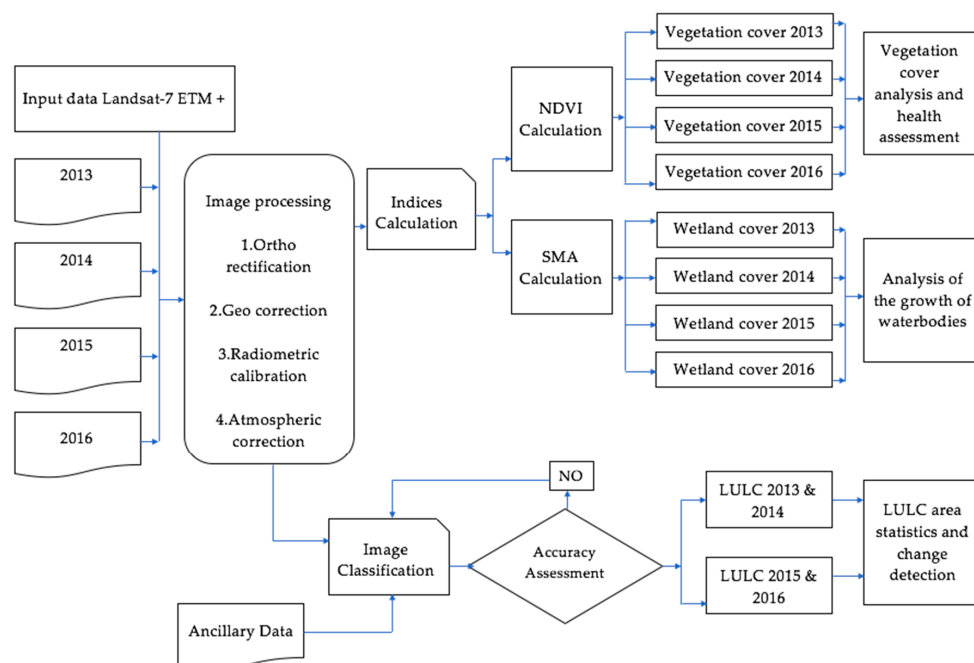 Input data Landsat-7 ETM +
2013
2014
2015
2016
Image processing
1.Ortho
rectification
2.Geo correction
3.Radiometric
calibration
4.Atmospheric
correction
Indices
Calculation
NDVI
Calculation
SMA
Calculation
Vegetation cover 2013
Vegetation cover 2014
Vegetation cover 2015
Vegetation cover 2016
Vegetation
cover
analysis and
health
assessment
Wetland cover 2013
Wetland cover 2014
Wetland cover 2015
Wetland cover 2016
Analysis of
the growth of
waterbodies
NO
Image
Classification
Accuracy
Assessment
Ancillary Data
LULC 2013 &
2014
LULC 2015 &
2016
LULC area
statistics and
change
detection